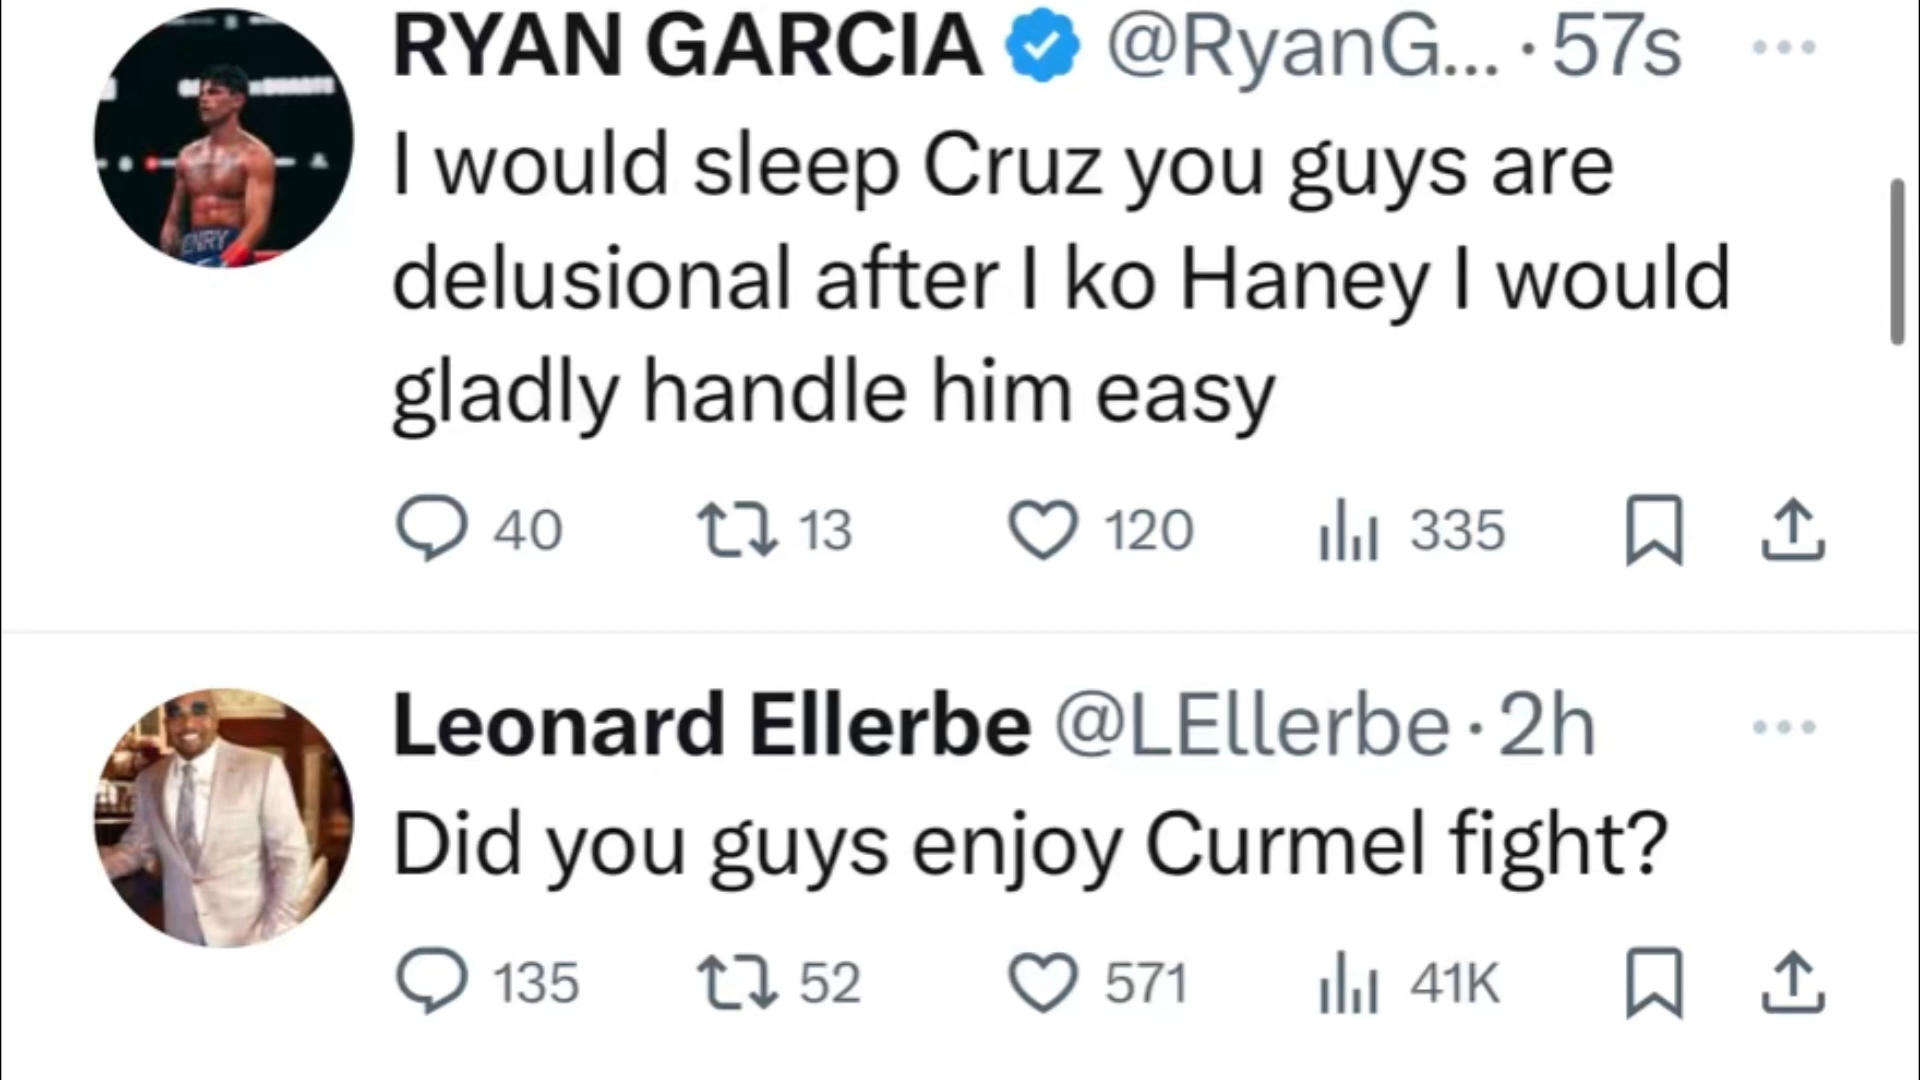 RYAN GARCIA @RyanG... · 57s
I would sleep Cruz you guys are
delusional after I ko Haney I would
gladly handle him easy
40 13 120 335
Leonard Ellerbe @LEllerbe · 2h
Did you guys enjoy Curmel fight?
135 52 571 41K